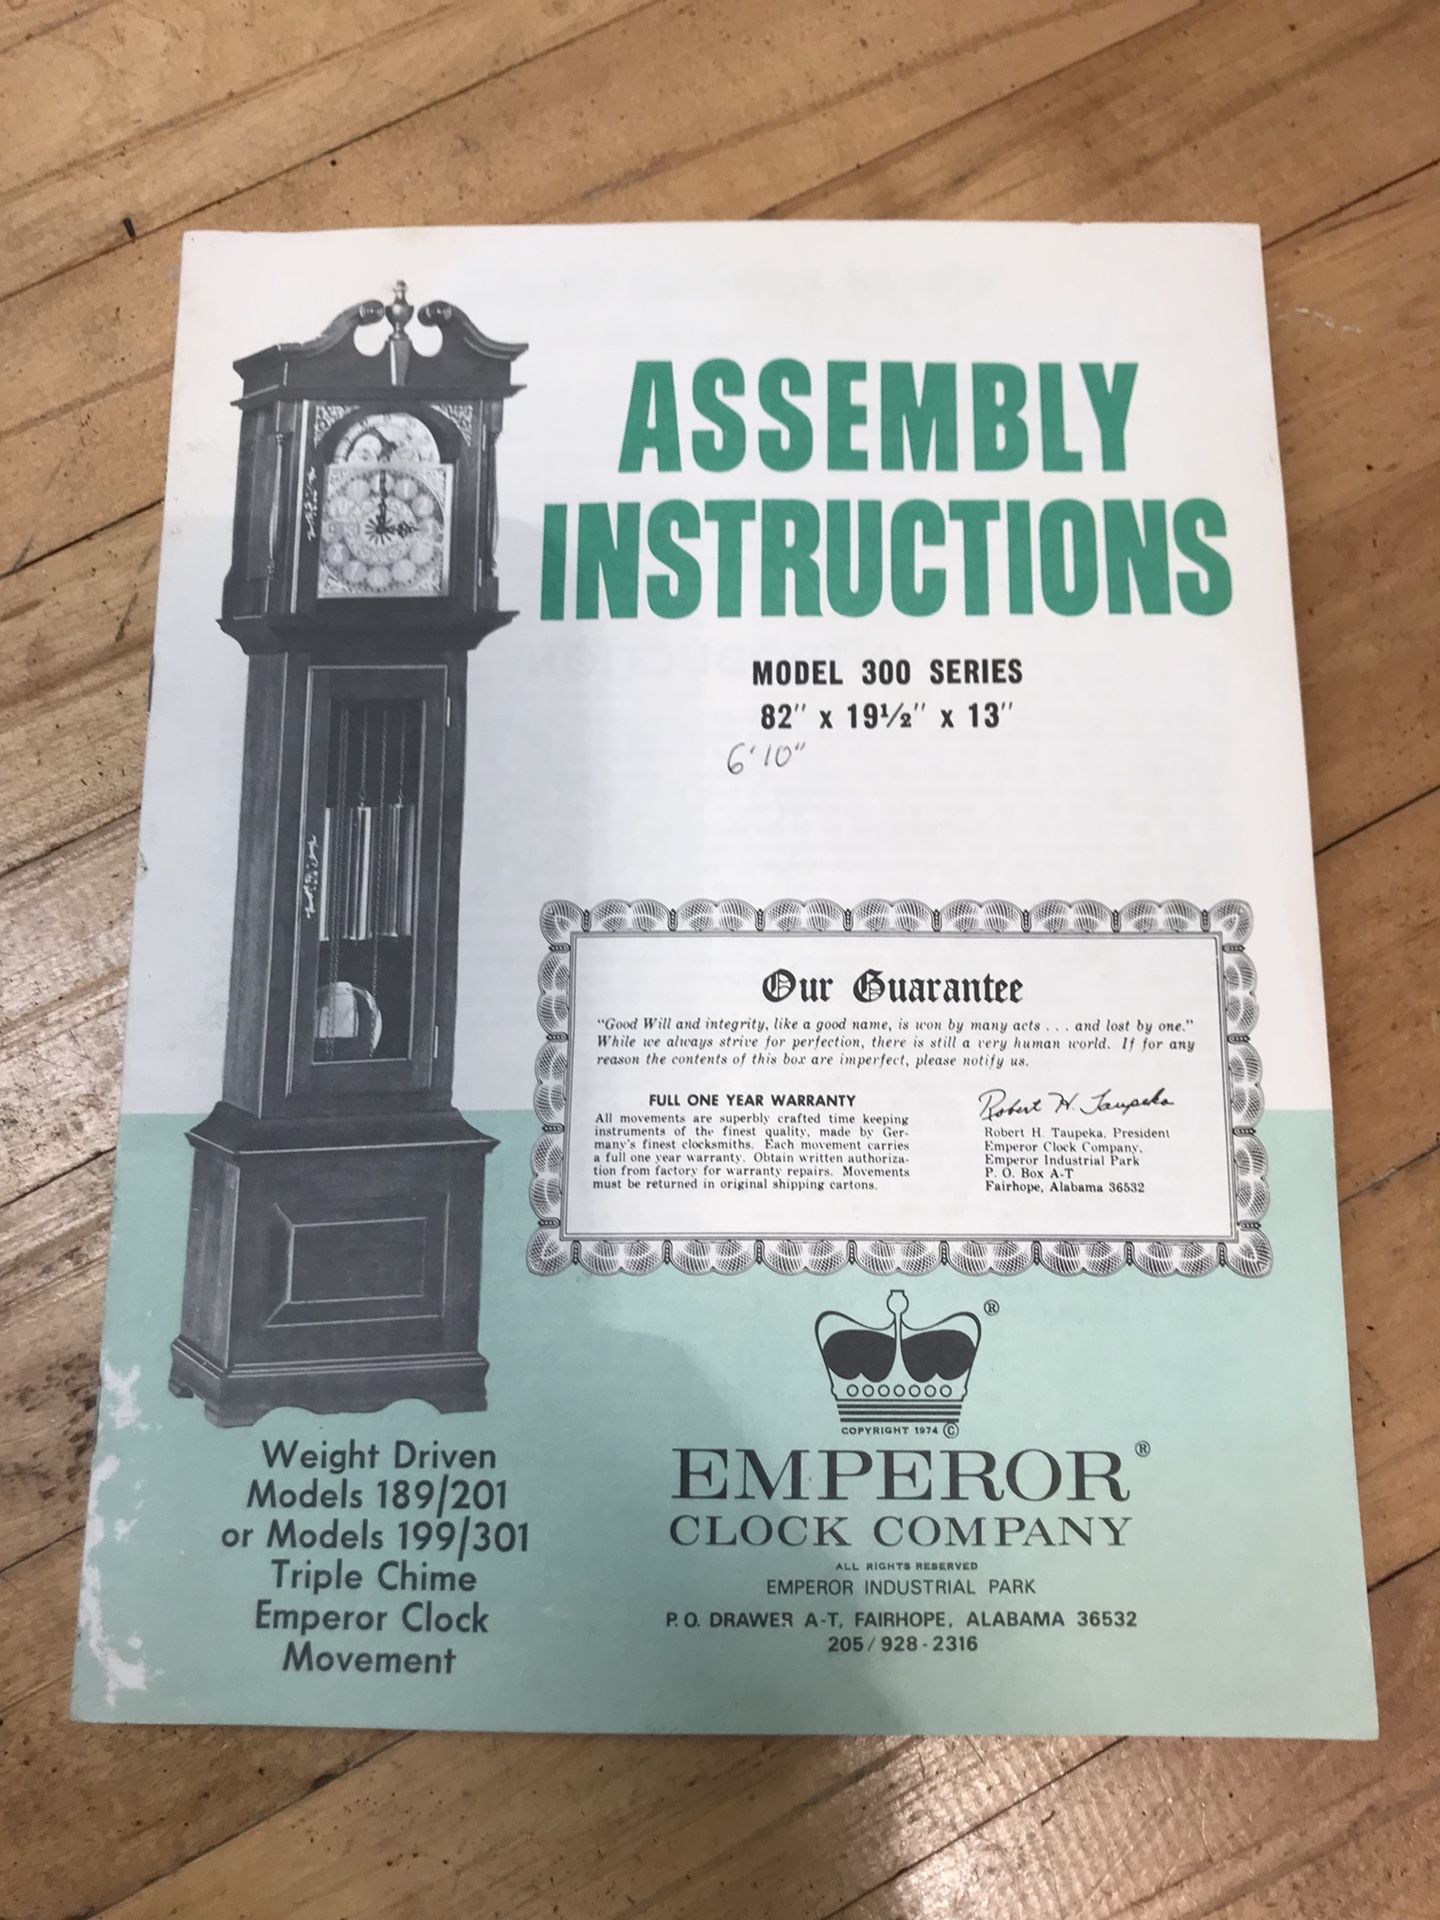 ASSEMBLY
INSTRUCTIONS
MODEL 300 SERIES
82" x 19½" x 13"
6'10"
Our Guarantee
"Good Will and integrity, like a good name, is won by many acts . . . and lost by one."
While we always strive for perfection, there is still a very human world. If for any
reason the contents of this box are imperfect, please notify us.
FULL ONE YEAR WARRANTY
All movements are superbly crafted time keeping
instruments of the finest quality, made by Ger-
many's finest clocksmiths. Each movement carries
a full one year warranty. Obtain written authoriza-
tion from factory for warranty repairs. Movements
must be returned in original shipping cartons.
Robert H. Taupeka
Robert H. Taupeka, President
Emperor Clock Company,
Emperor Industrial Park
P. O. Box A-T
Fairhope, Alabama 36532
®
COPYRIGHT 1974 ©
EMPEROR®
CLOCK COMPANY
ALL RIGHTS RESERVED
EMPEROR INDUSTRIAL PARK
P.O. DRAWER A-T, FAIRHOPE, ALABAMA 36532
205/928-2316
Weight Driven
Models 189/201
or Models 199/301
Triple Chime
Emperor Clock
Movement